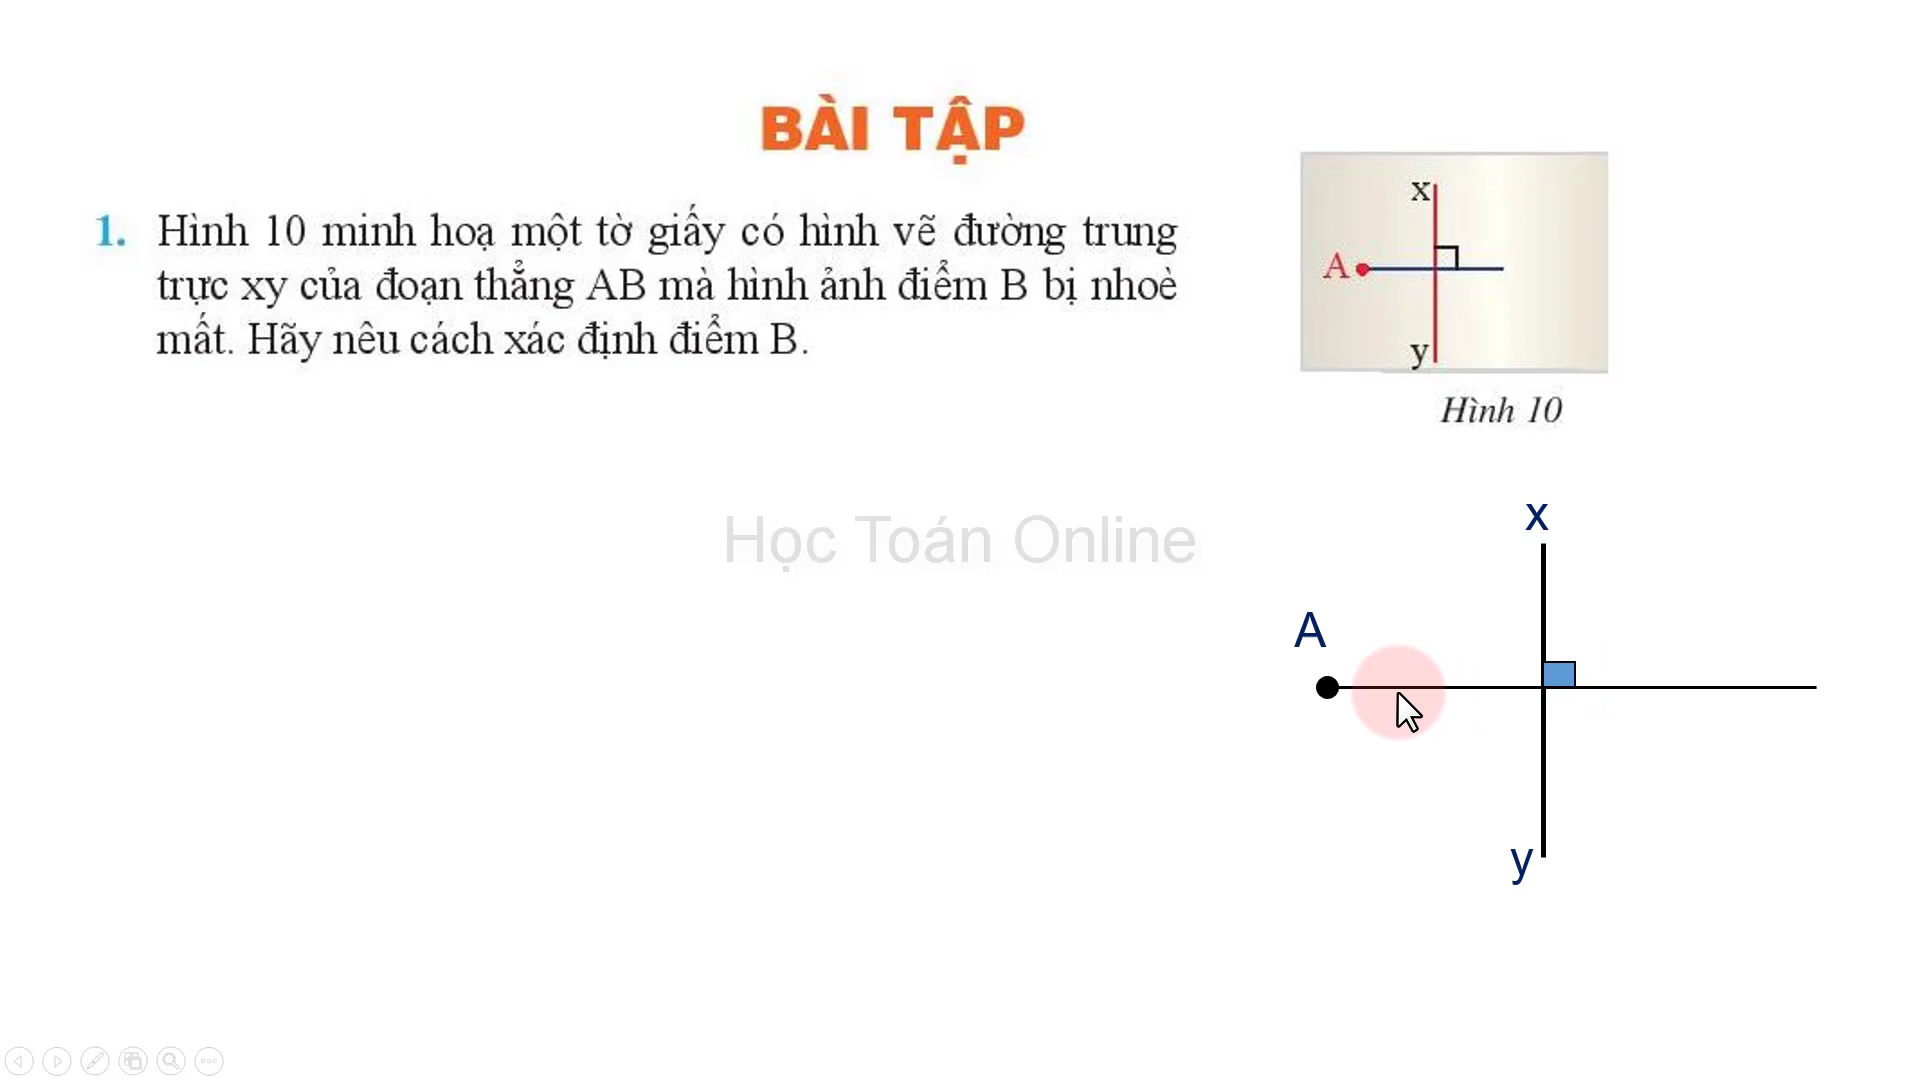 BÀI TẬP
1. Hình 10 minh hoạ một tờ giấy có hình vẽ đường trung
trực xy của đoạn thẳng AB mà hình ảnh điểm B bị nhoè
mất. Hãy nêu cách xác định điểm B.
x
A
y
Hình 10
Học Toán Online
x
A
y